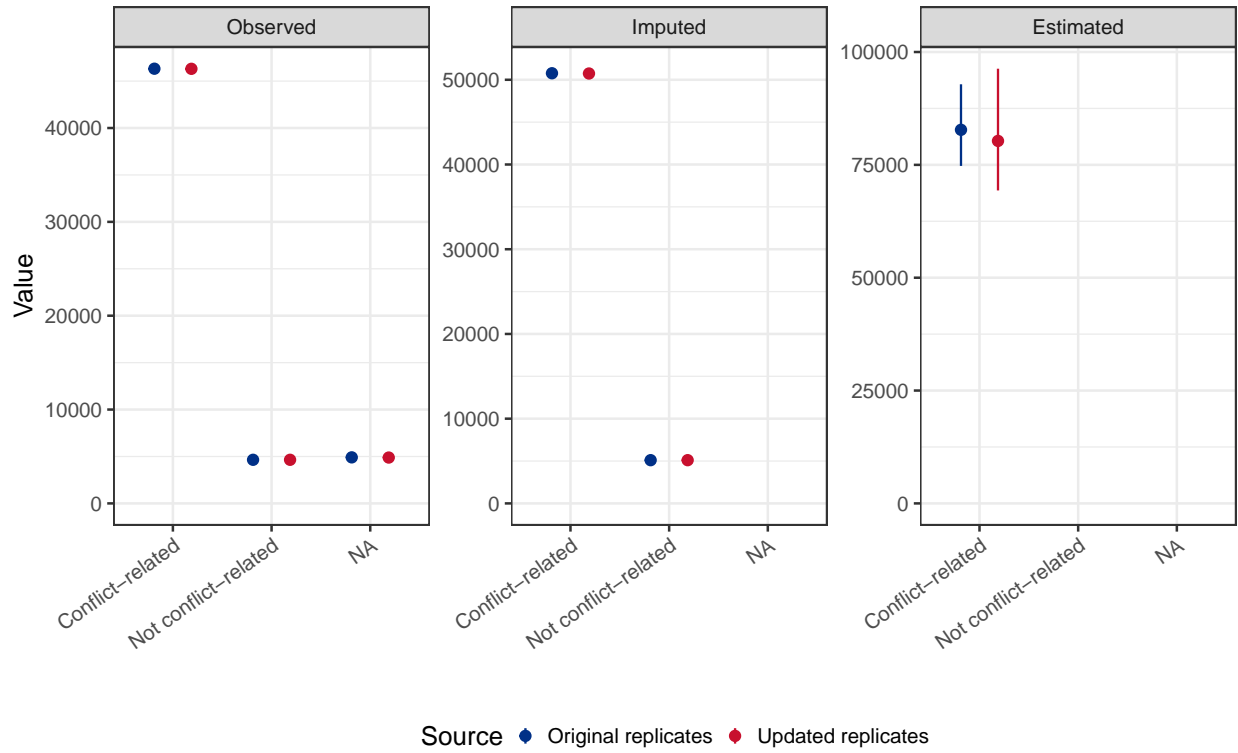 Observed
Imputed
Estimated
Value
40000
30000
20000
10000
0
Conflict−related
Not conflict−related
NA
50000
40000
30000
20000
10000
0
Conflict−related
Not conflict−related
NA
100000
75000
50000
25000
0
Conflict−related
Not conflict−related
NA
Source Original replicates Updated replicates